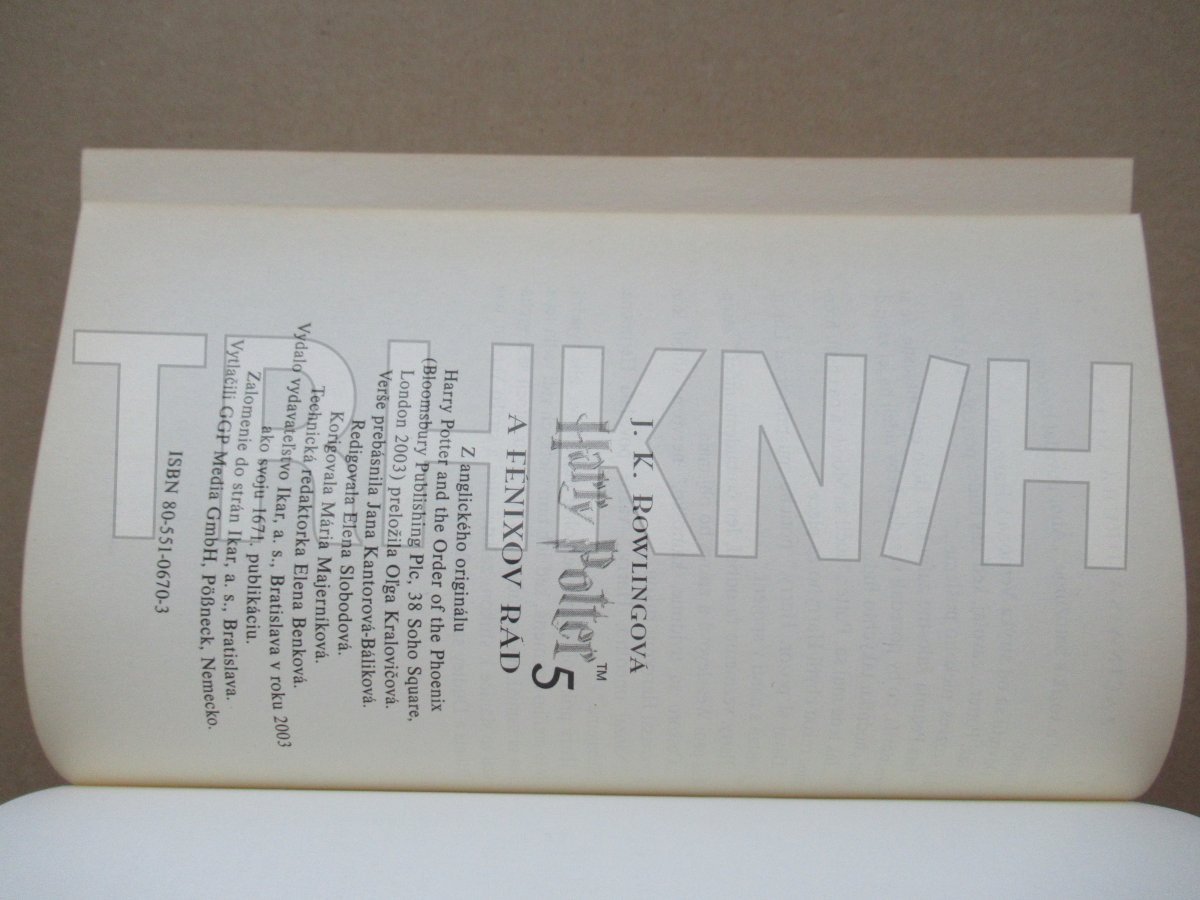 J. K. ROWLINGOVÁ
Harry Potter™ 5
A FÉNIXOV RÁD
Z anglického originálu
Harry Potter and the Order of the Phoenix
(Bloomsbury Publishing Plc, 38 Soho Square,
London 2003) preložila Oľga Kralovičová.
Verše prebásnila Jana Kantorová-Báliková.
Redigovala Elena Slobodová.
Korigovala Mária Majerníková.
Technická redaktorka Elena Benková.
Vydalo vydavateľstvo Ikar, a. s., Bratislava v roku 2003
ako svoju 1671. publikáciu.
Zalomenie do strán Ikar, a. s., Bratislava.
Vytlačili GGP Media GmbH, Pößneck, Nemecko.
ISBN 80-551-0670-3